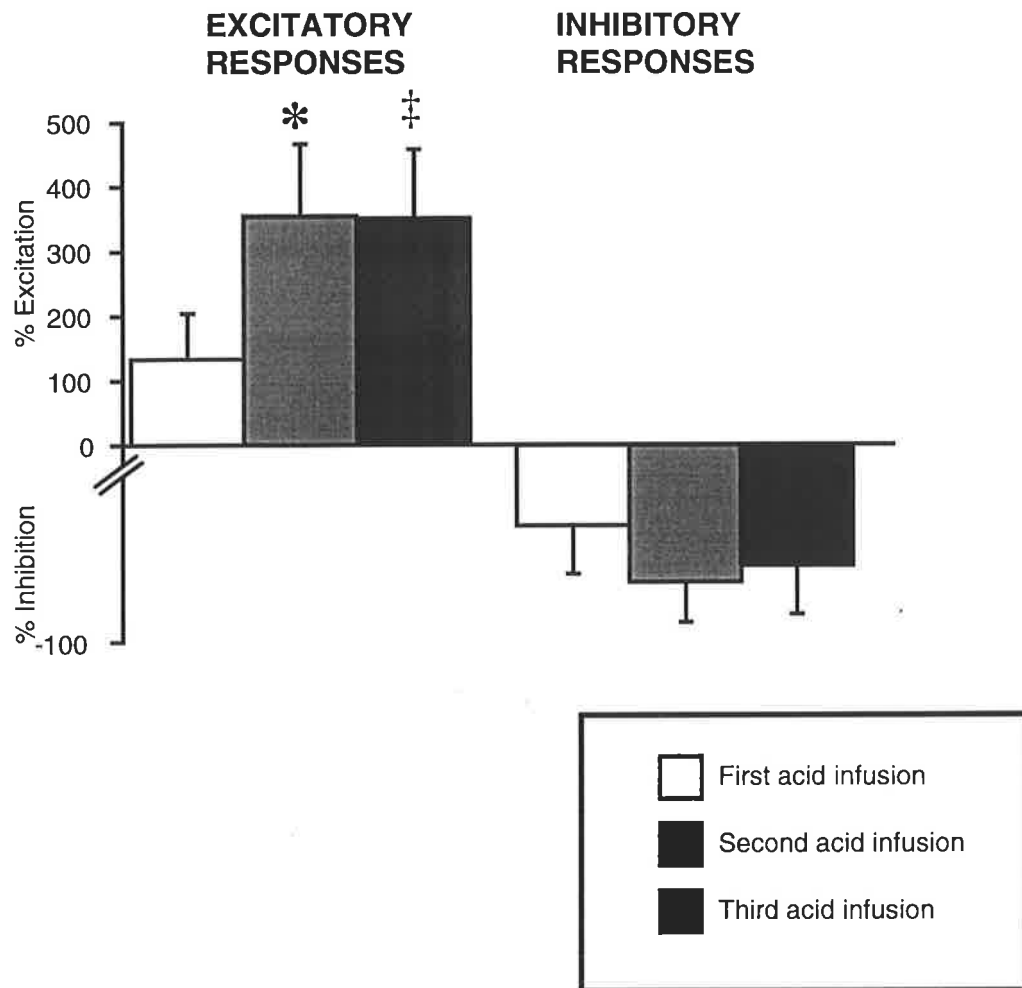 EXCITATORY
RESPONSES
INHIBITORY
RESPONSES
*
‡
500
400
300
200
100
0
-100
% Excitation
% Inhibition
First acid infusion
Second acid infusion
Third acid infusion